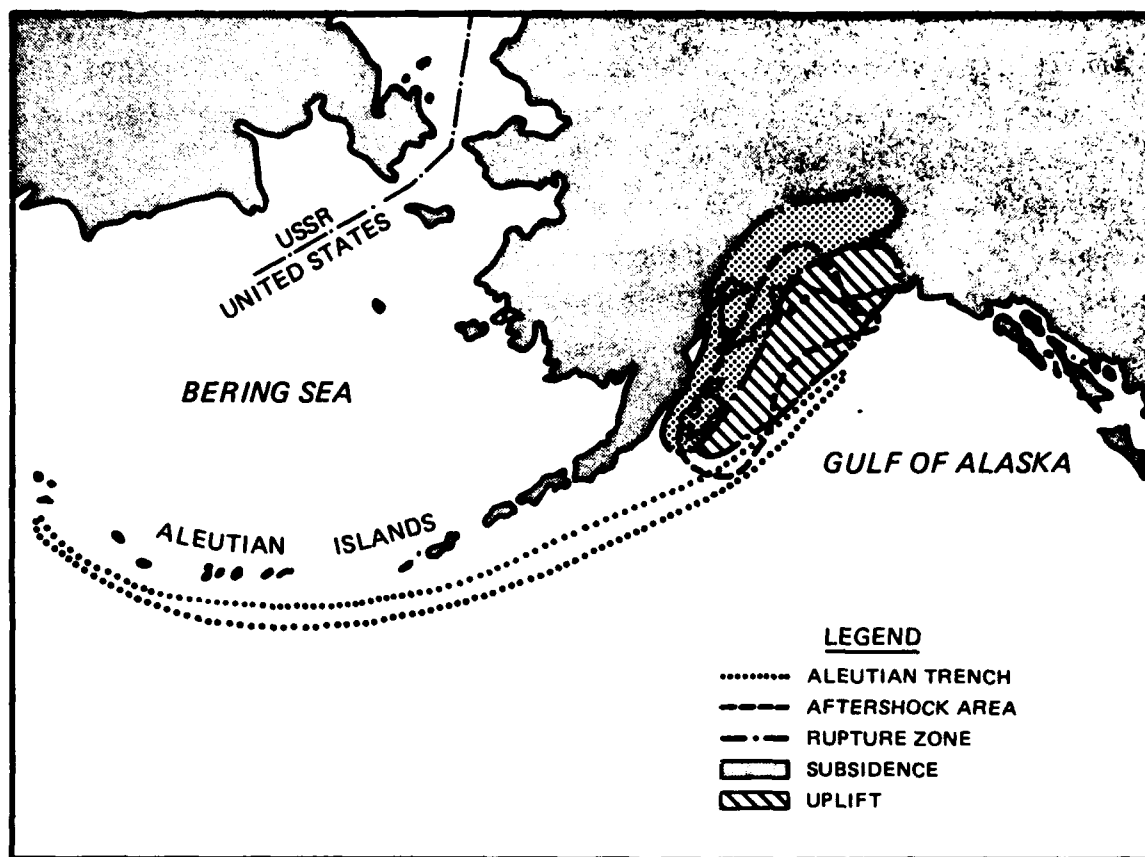 USSR
UNITED STATES
BERING SEA
GULF OF ALASKA
ALEUTIAN ISLANDS
LEGEND
ALEUTIAN TRENCH
AFTERSHOCK AREA
RUPTURE ZONE
SUBSIDENCE
UPLIFT